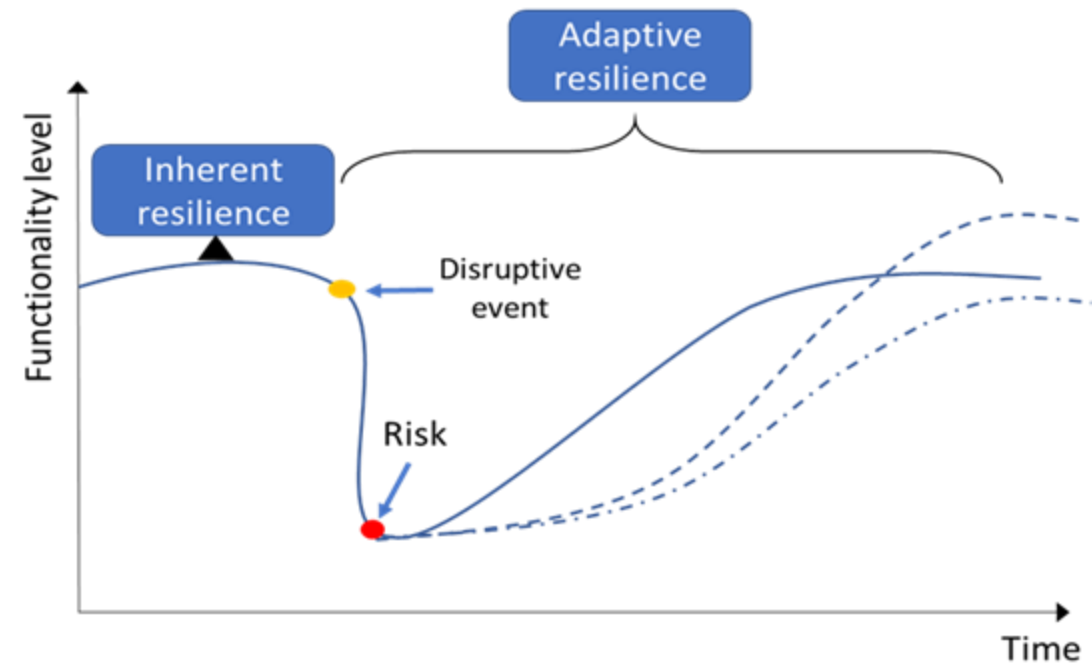 Adaptive
resilience
Inherent
resilience
Functionality level
Disruptive
event
Risk
Time